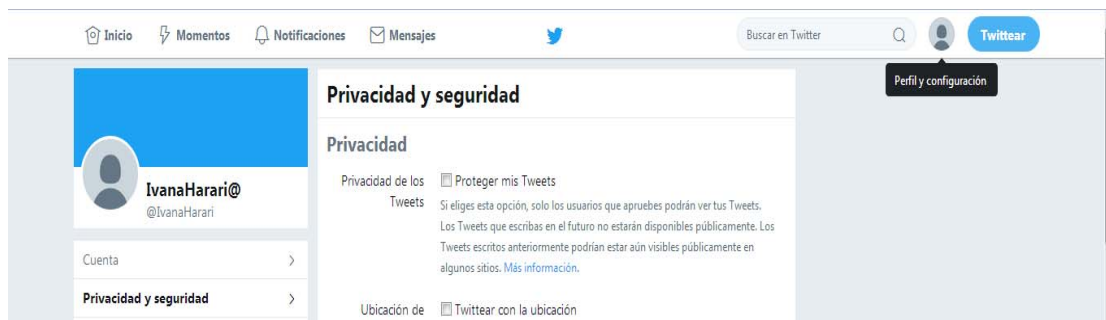 Inicio Momentos Notificaciones Mensajes Buscar en Twitter Twittear
Perfil y configuración
IvanaHarari@
@IvanaHarari
Cuenta
Privacidad y seguridad
Privacidad y seguridad
Privacidad
Privacidad de los
Tweets
Proteger mis Tweets
Si eliges esta opción, solo los usuarios que apruebes podrán ver tus Tweets.
Los Tweets que escribas en el futuro no estarán disponibles públicamente. Los
Tweets escritos anteriormente podrían estar aún visibles públicamente en
algunos sitios. Más información.
Ubicación de
Twittear con la ubicación